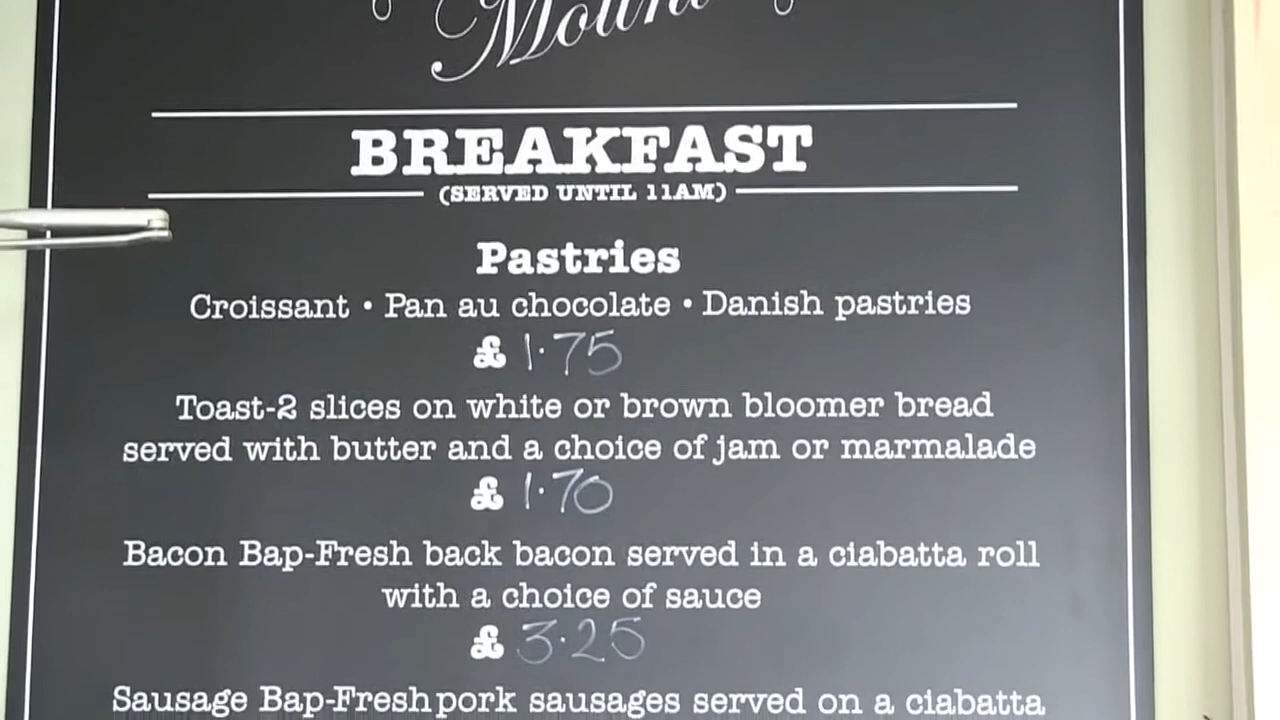 BREAKFAST
(SERVED UNTIL 11AM)
Pastries
Croissant • Pan au chocolate • Danish pastries
£ 1.75
Toast-2 slices on white or brown bloomer bread
served with butter and a choice of jam or marmalade
£ 1.70
Bacon Bap-Fresh back bacon served in a ciabatta roll
with a choice of sauce
£ 3.25
Sausage Bap-Fresh pork sausages served on a ciabatta